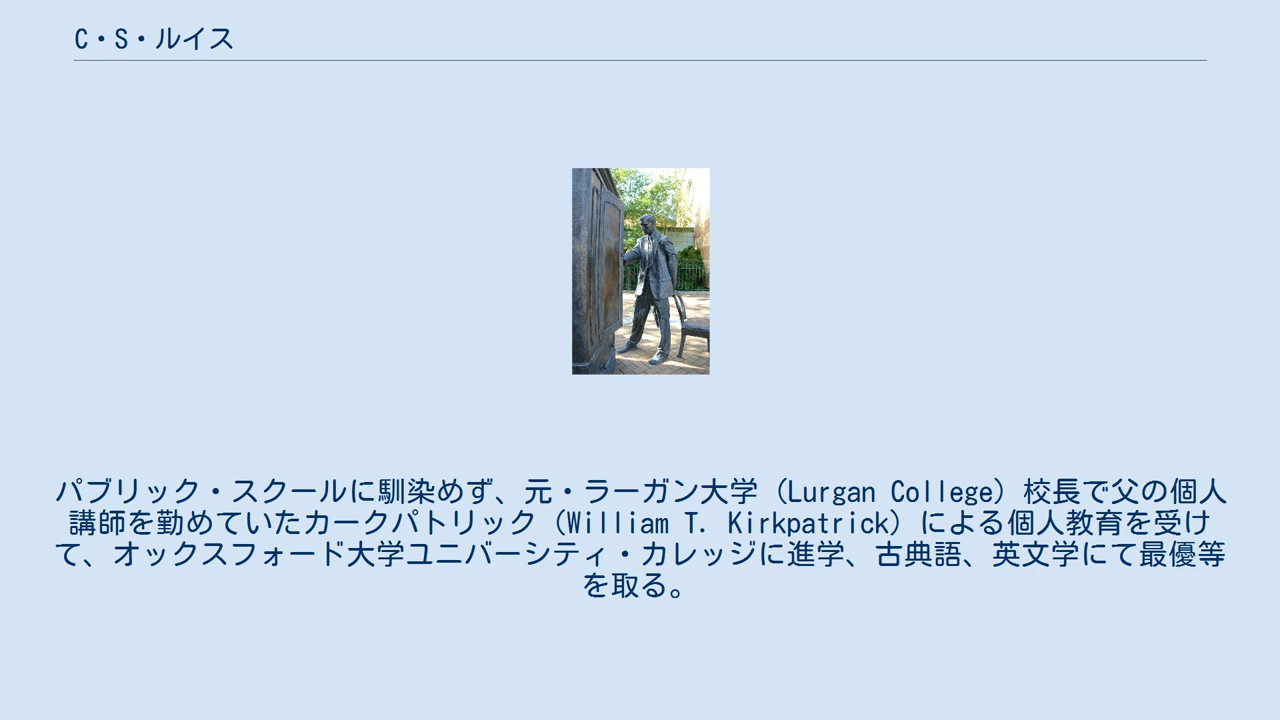 C・S・ルイス
パブリック・スクールに馴染めず、元・ラーガン大学（Lurgan College）校長で父の個人
講師を勤めていたカークパトリック（William T. Kirkpatrick）による個人教育を受け
て、オックスフォード大学ユニバーシティ・カレッジに進学、古典語、英文学にて最優等
を取る。